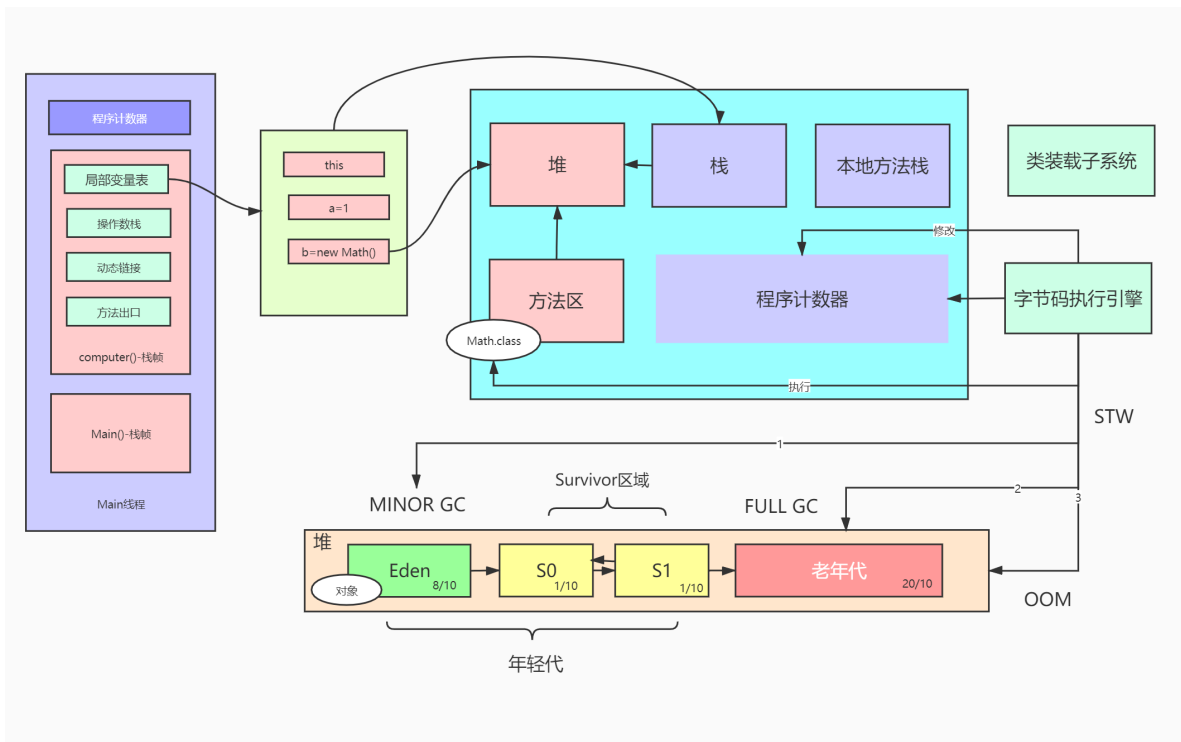 程序计数器
局部变量表
操作数栈
动态链接
方法出口
computer()-栈帧
Main()-栈帧
Main线程
this
a=1
b=new Math()
堆
栈
本地方法栈
方法区
程序计数器
Math.class
类装载子系统
字节码执行引擎
修改
执行
STW
1
2
3
MINOR GC
Survivor区域
FULL GC
堆
Eden
8/10
对象
S0
1/10
S1
1/10
老年代
20/10
OOM
年轻代